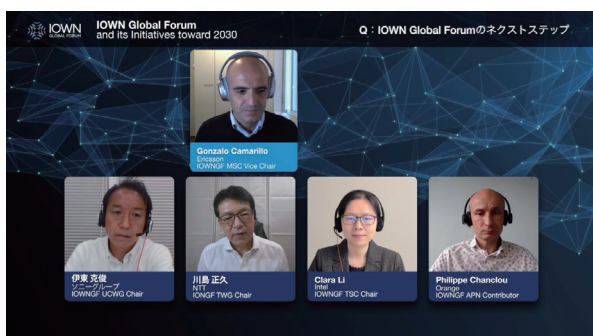 IOWN
GLOBAL FORUM
IOWN Global Forum
and its Initiatives toward 2030
Q：IOWN Global Forumのネクストステップ
Gonzalo Camarillo
Ericsson
IOWNGF MSC Vice Chair
伊東 克俊
ソニーグループ
IOWNGF UCWG Chair
川島 正久
NTT
IONGF TWG Chair
Clara Li
Intel
IOWNGF TSC Chair
Philippe Chanclou
Orange
IOWNGF APN Contributor